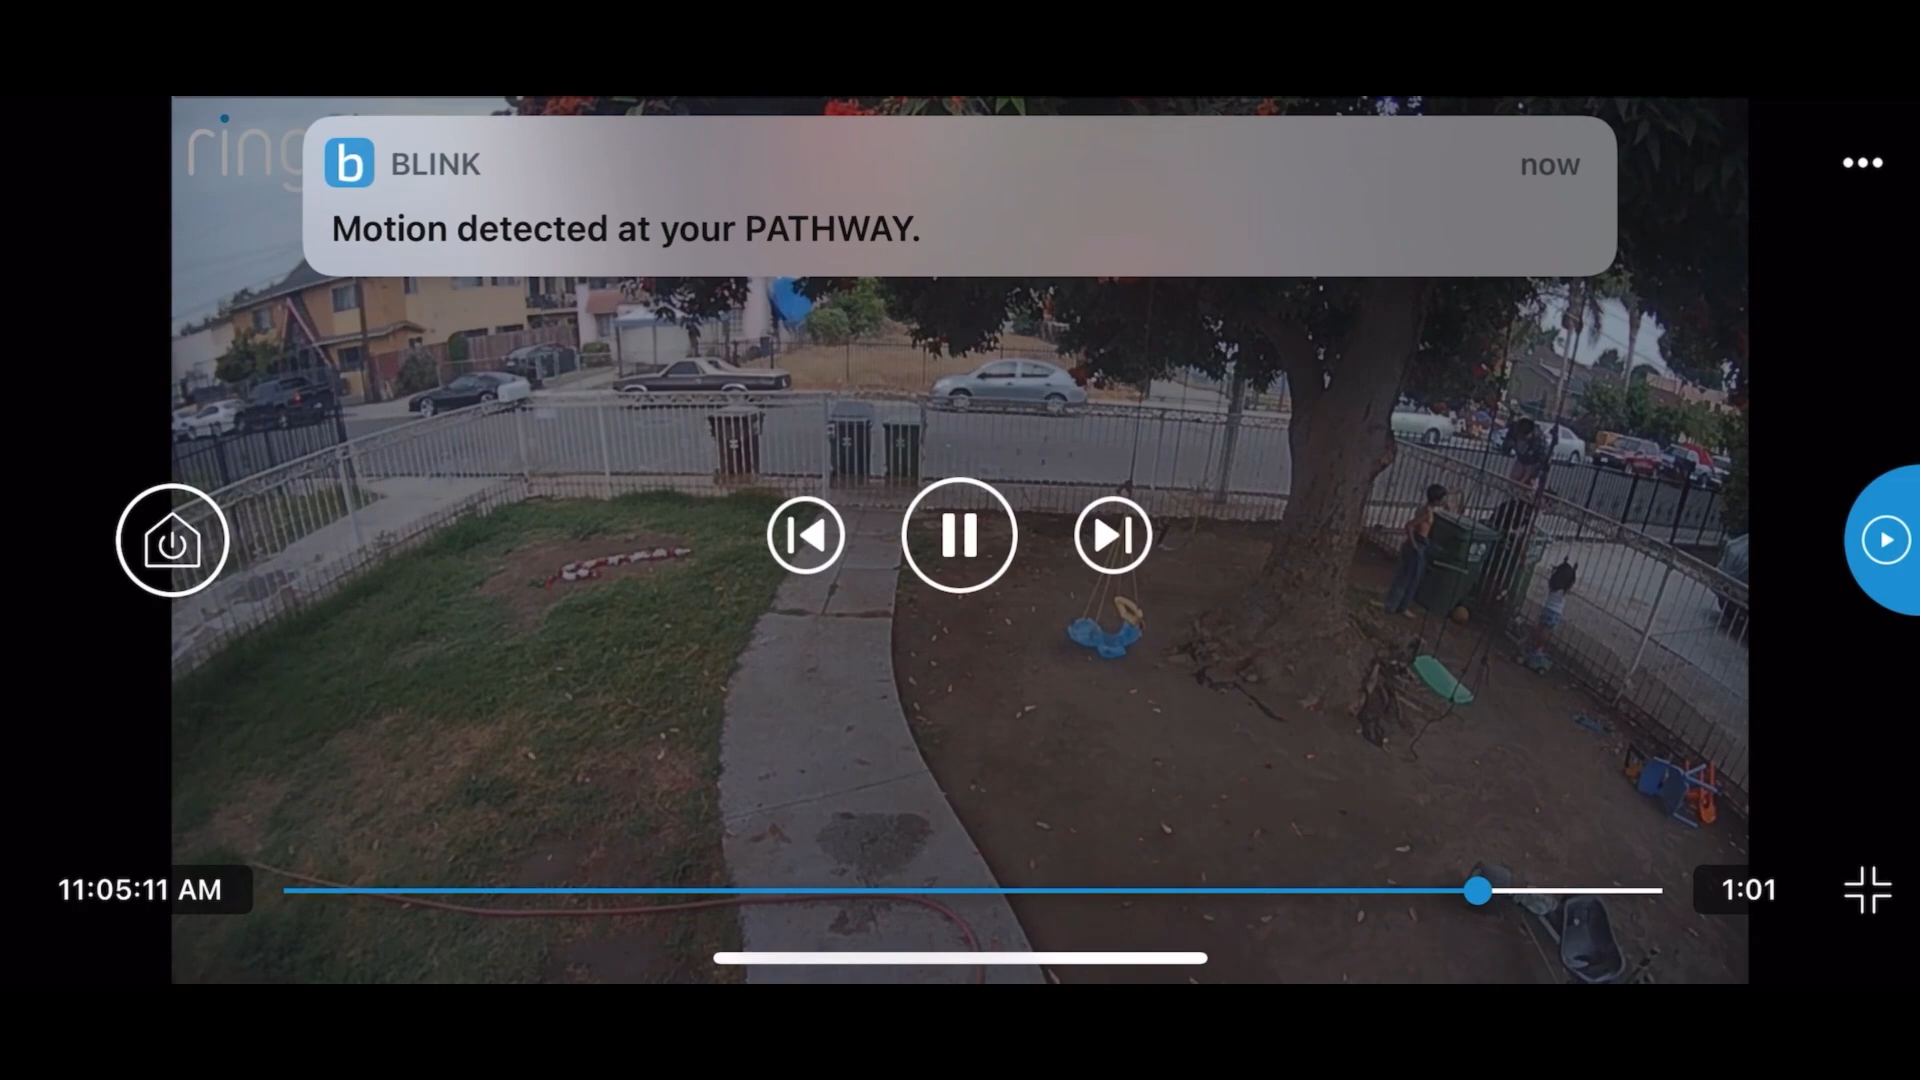 ring
b BLINK now
Motion detected at your PATHWAY.
11:05:11 AM 1:01